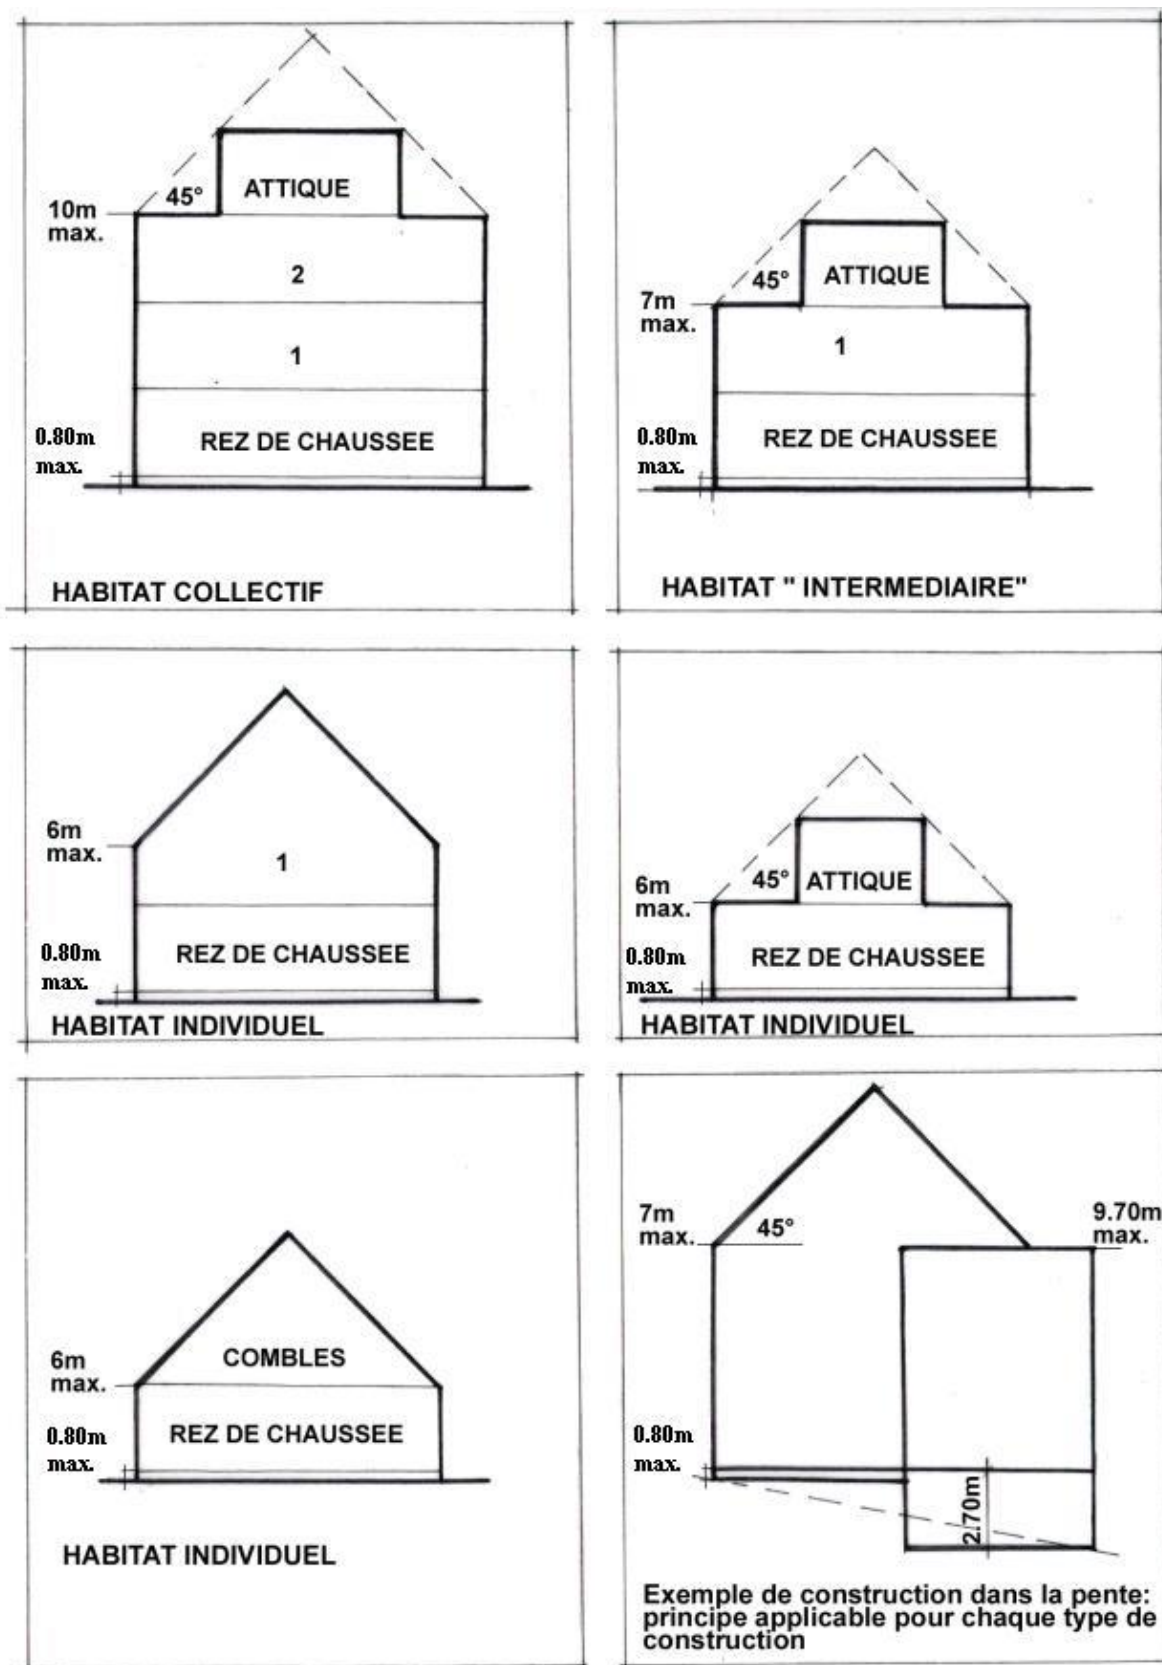 45°
ATTIQUE
10m
max.
2
1
0.80m
max.
REZ DE CHAUSSEE
HABITAT COLLECTIF
45°
ATTIQUE
7m
max.
1
0.80m
max.
REZ DE CHAUSSEE
HABITAT " INTERMEDIAIRE"
6m
max.
1
0.80m
max.
REZ DE CHAUSSEE
HABITAT INDIVIDUEL
6m
max.
45°
ATTIQUE
0.80m
max.
REZ DE CHAUSSEE
HABITAT INDIVIDUEL
COMBLES
6m
max.
0.80m
max.
REZ DE CHAUSSEE
HABITAT INDIVIDUEL
7m
max.
45°
9.70m
max.
0.80m
max.
2.70m
Exemple de construction dans la pente:
principe applicable pour chaque type de
construction